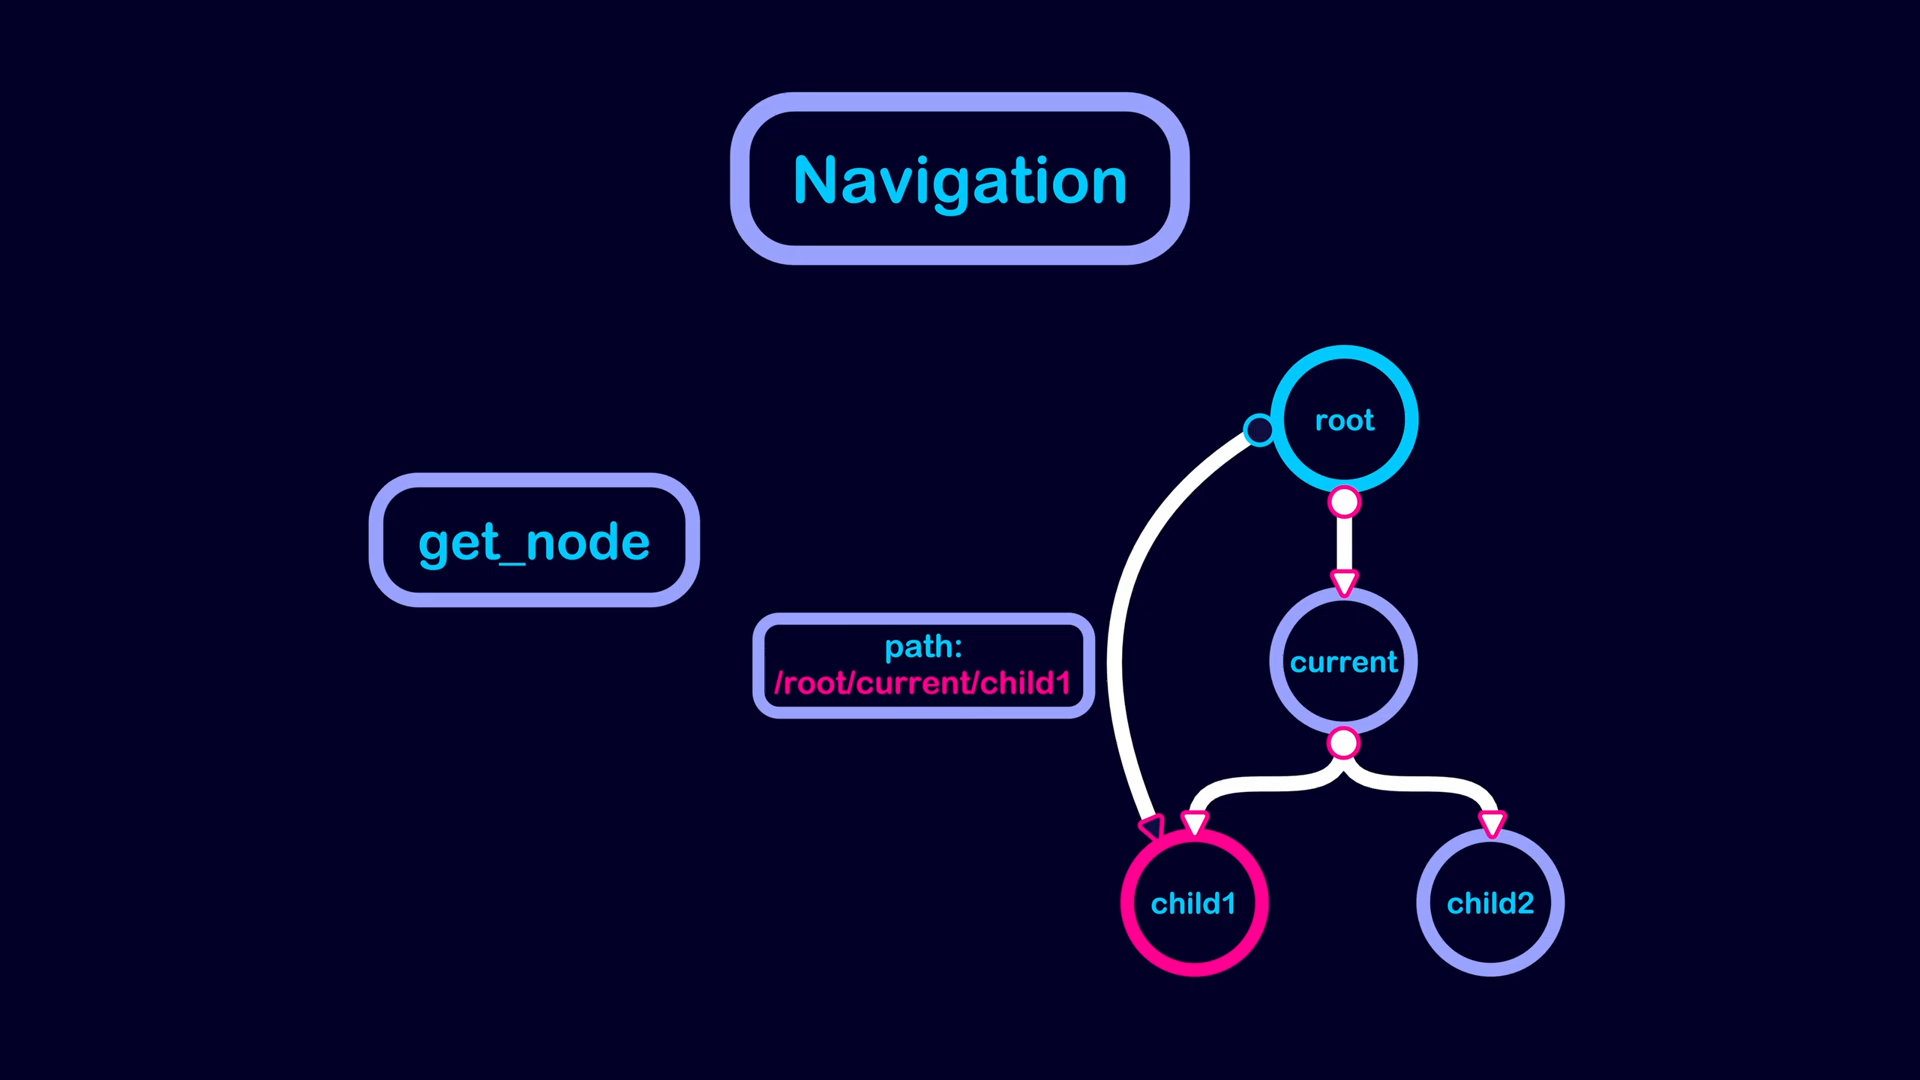 Navigation
root
get_node
path:
/root/current/child1
current
child1
child2